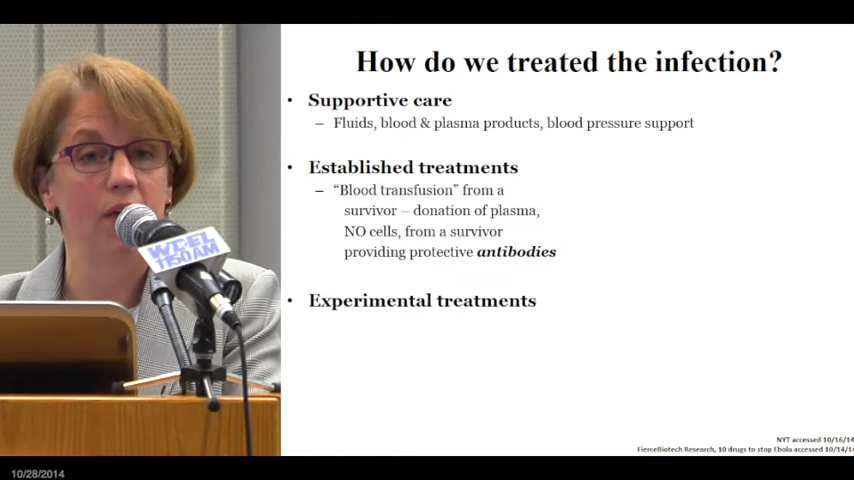 How do we treated the infection?
• Supportive care
– Fluids, blood & plasma products, blood pressure support
• Established treatments
– “Blood transfusion” from a
survivor – donation of plasma,
NO cells, from a survivor
providing protective antibodies
• Experimental treatments
WDEL
1150AM
NYT accessed 10/16/14
FierceBiotech Research, 10 drugs to stop Ebola accessed 10/14/14
10/28/2014